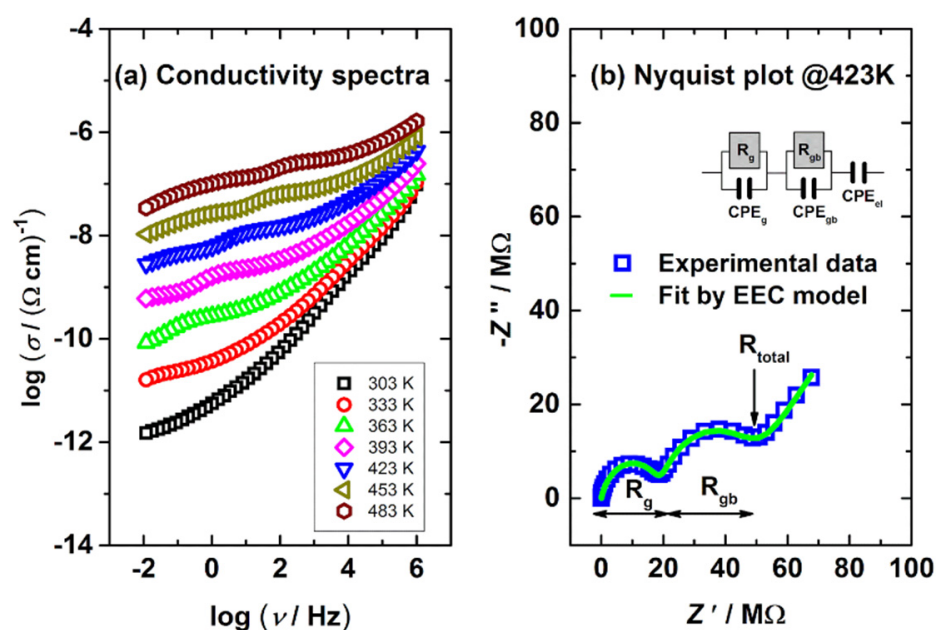 (a) Conductivity spectra
log (σ / (Ω cm)⁻¹
-4
-6
-8
-10
-12
-14
303 K
333 K
363 K
393 K
423 K
453 K
483 K
-2 0 2 4 6
log (ν / Hz)
(b) Nyquist plot @423K
-Z'' / MΩ
100
80
60
40
20
0
R_g
R_gb
CPE_g
CPE_gb
CPE_el
Experimental data
Fit by EEC model
R_total
R_g
R_gb
0 20 40 60 80 100
Z' / MΩ